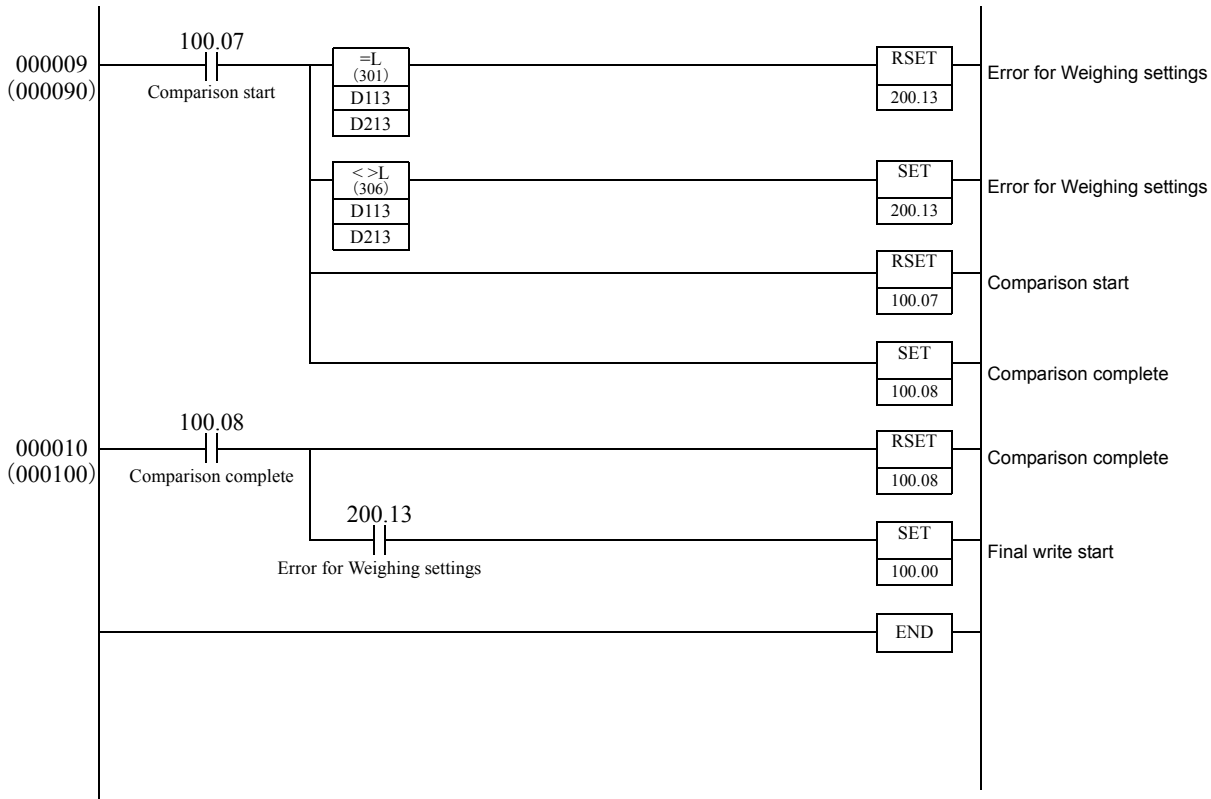 100.07
000009
(000090)
Comparison start
=L
(301)
D113
D213
RSET
200.13
Error for Weighing settings
< >L
(306)
D113
D213
SET
200.13
Error for Weighing settings
RSET
100.07
Comparison start
SET
100.08
Comparison complete
100.08
000010
(000100)
Comparison complete
RSET
100.08
Comparison complete
200.13
Error for Weighing settings
SET
100.00
Final write start
END